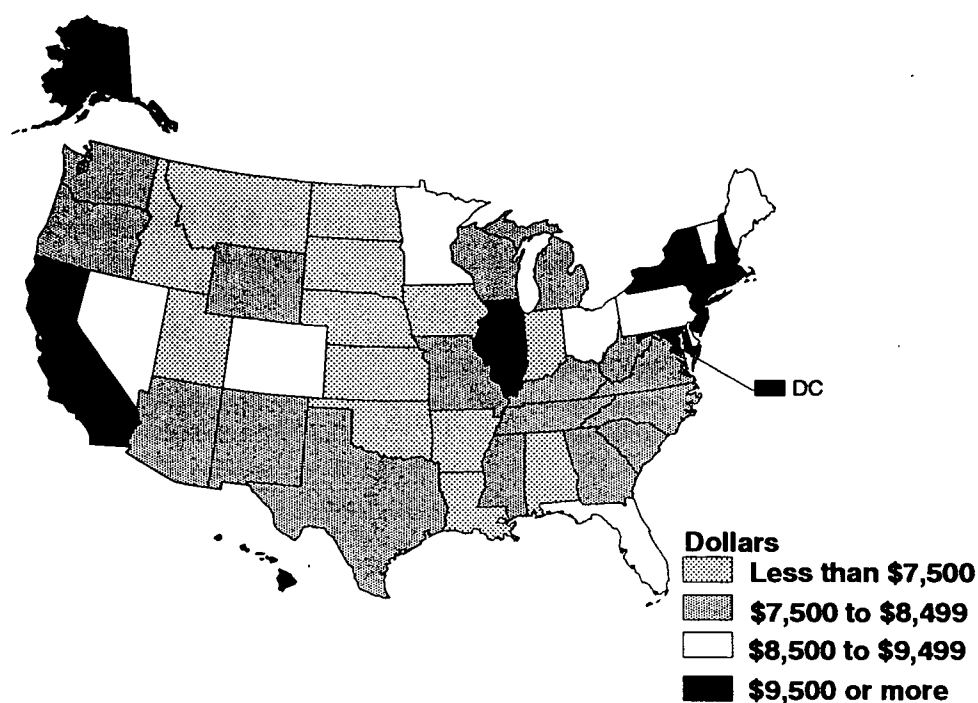 DC
Dollars
Less than $7,500
$7,500 to $8,499
$8,500 to $9,499
$9,500 or more